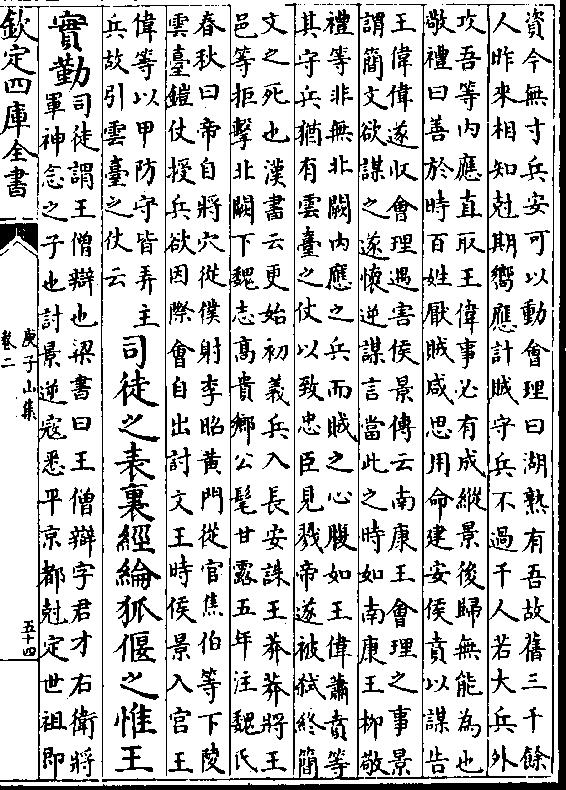 資今無寸兵安可以動會理曰湖熟有吾故舊三千餘
人昨來相知尅期嚮應計賊守兵不過千人若大兵外
攻吾等内應直取王偉事必有成縱景後歸無能為也
敬禮曰善於時百姓厭賊咸思用命建安侯賁以謀告
王偉偉遂收會理遇害侯景傳云南康王會理之事景
謂簡文欲謀之遂懷逆謀言當此之時如南康王柳敬
禮等非無北闕内應之兵而賊之心腹如王偉蕭賁等
其守兵猶有雲臺之仗以致忠臣見戮帝遂被弑終簡
文之死也漢書云更始初義兵入長安誅王莽莽將王
邑等拒擊北闕下魏志高貴鄉公髦甘露五年注魏氏
春秋曰帝自將穴從僕射李昭黄門從官焦伯等下陵
雲臺鎧仗授兵欲因際會自出討文王時侯景入宫王
偉等以甲防守皆弄主
兵故引雲臺之仗云
司徒之表裏經綸狐偃之惟王
實勤
司徒謂王僧辯也梁書曰王僧辯字君才右衛將
軍神念之子也討景逆寇悉平京都尅定世祖即
欽定四庫全書
庾子山集
卷二
五十四